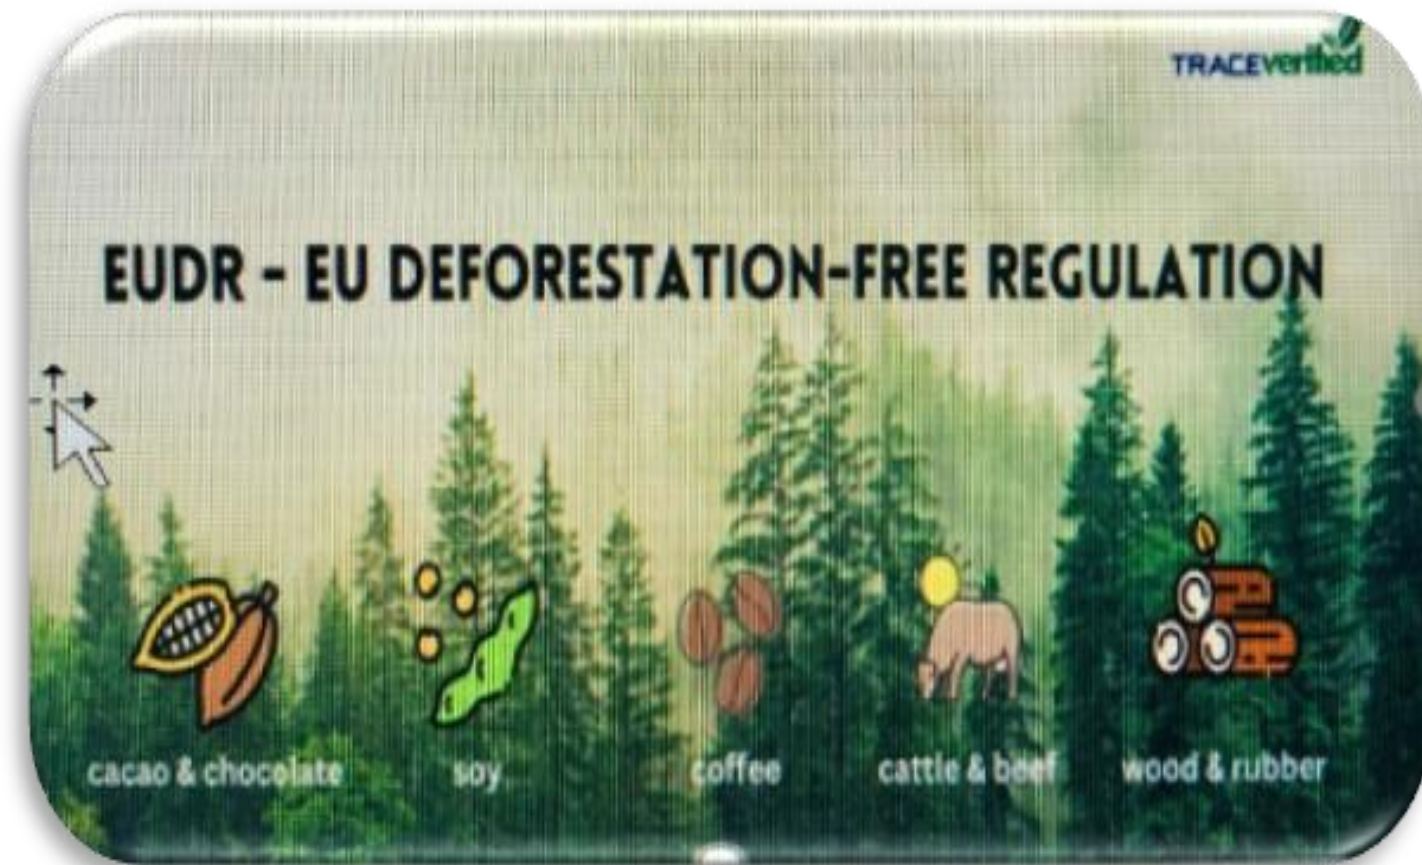 TRACEverified
EUDR - EU DEFORESTATION-FREE REGULATION
cacao & chocolate
soy
coffee
cattle & beef
wood & rubber